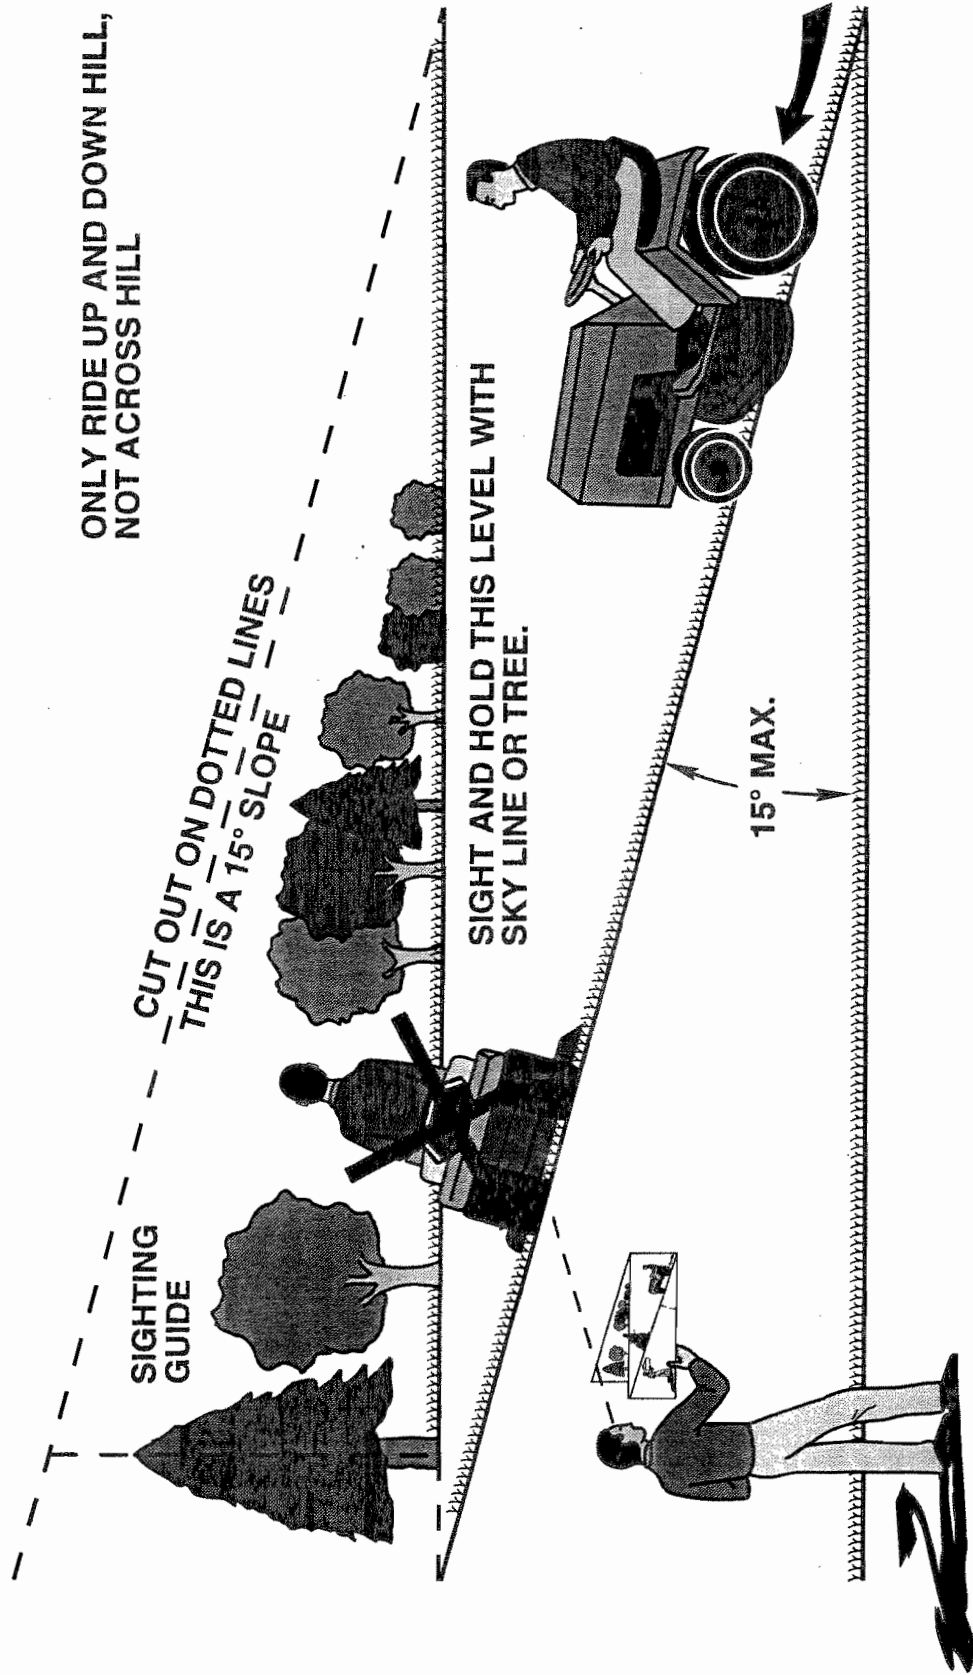 ONLY RIDE UP AND DOWN HILL,
NOT ACROSS HILL
CUT OUT ON DOTTED LINES
THIS IS A 15° SLOPE
SIGHTING
GUIDE
SIGHT AND HOLD THIS LEVEL WITH
SKY LINE OR TREE.
15° MAX.